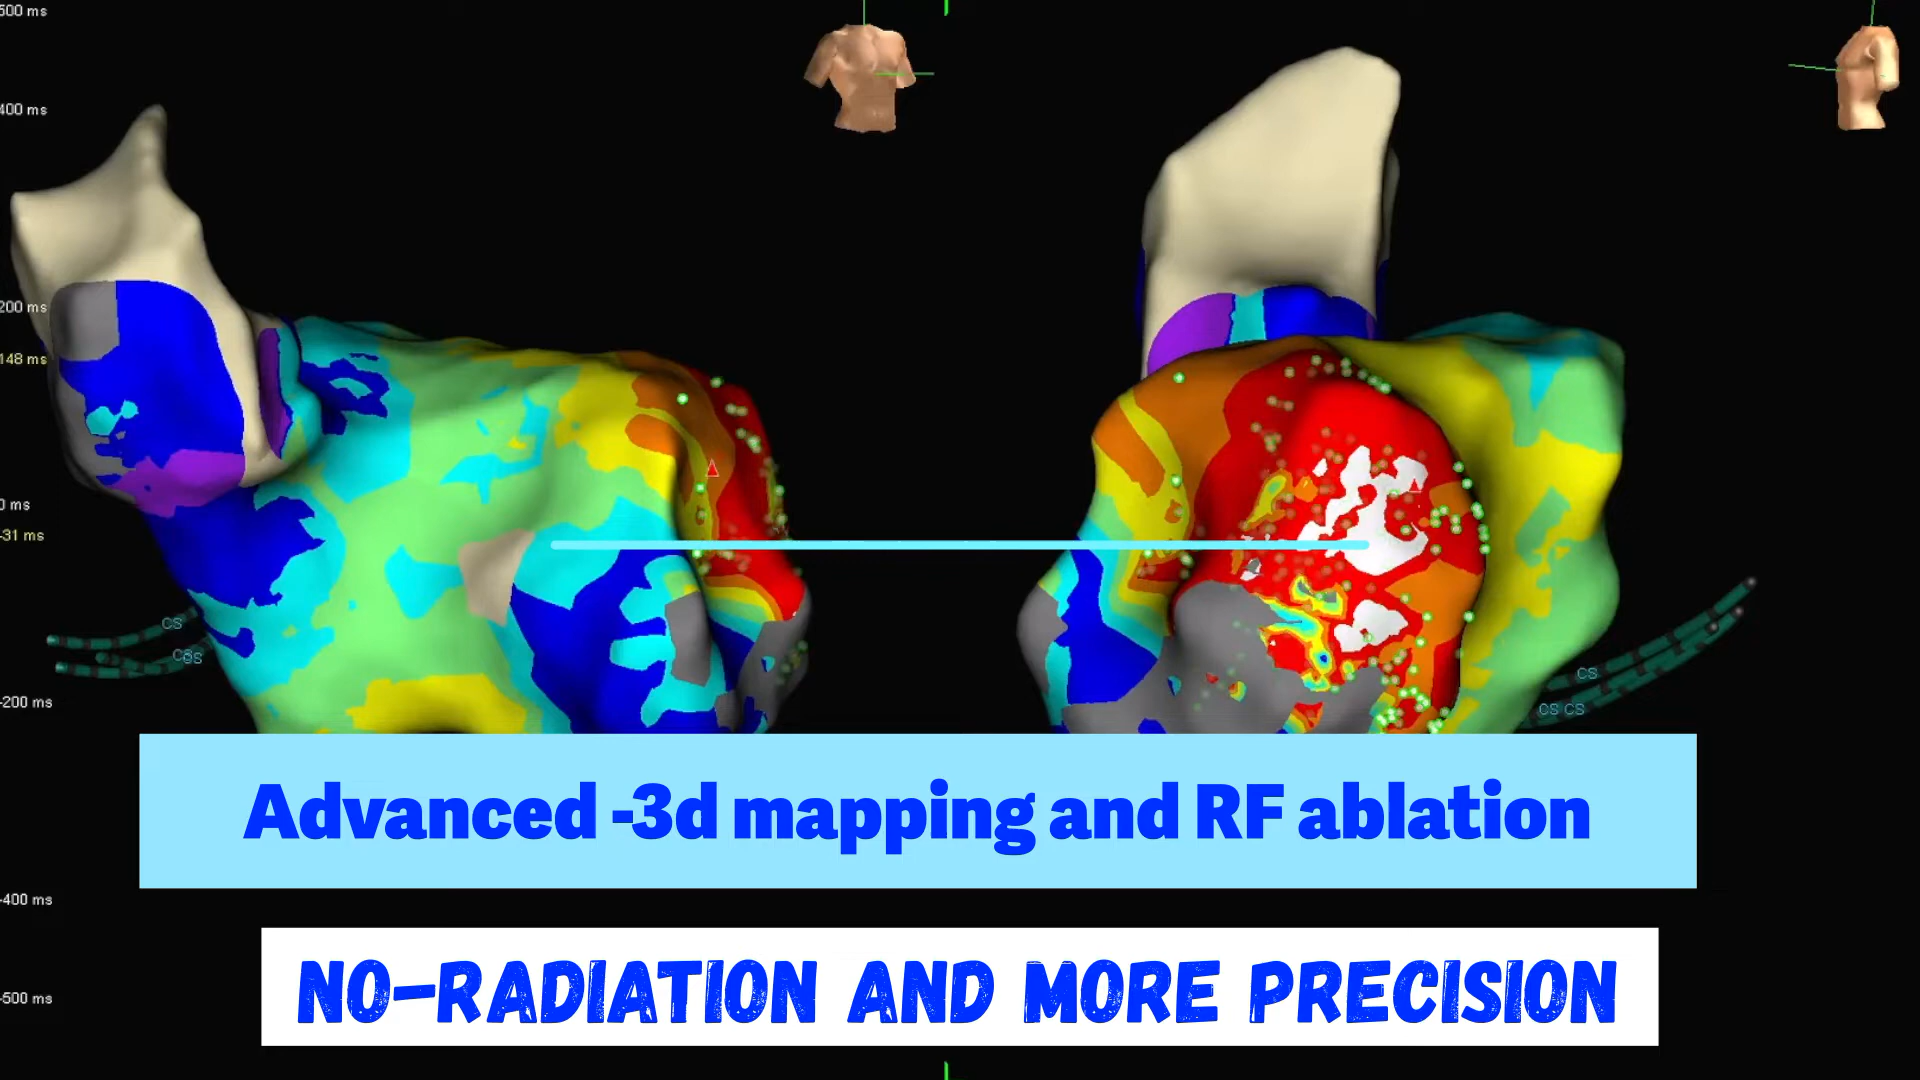 500 ms
400 ms
200 ms
148 ms
0 ms
-31 ms
CS
CS
CS
CS
CS CS
-200 ms
Advanced -3d mapping and RF ablation
-400 ms
NO-RADIATION AND MORE PRECISION
-500 ms